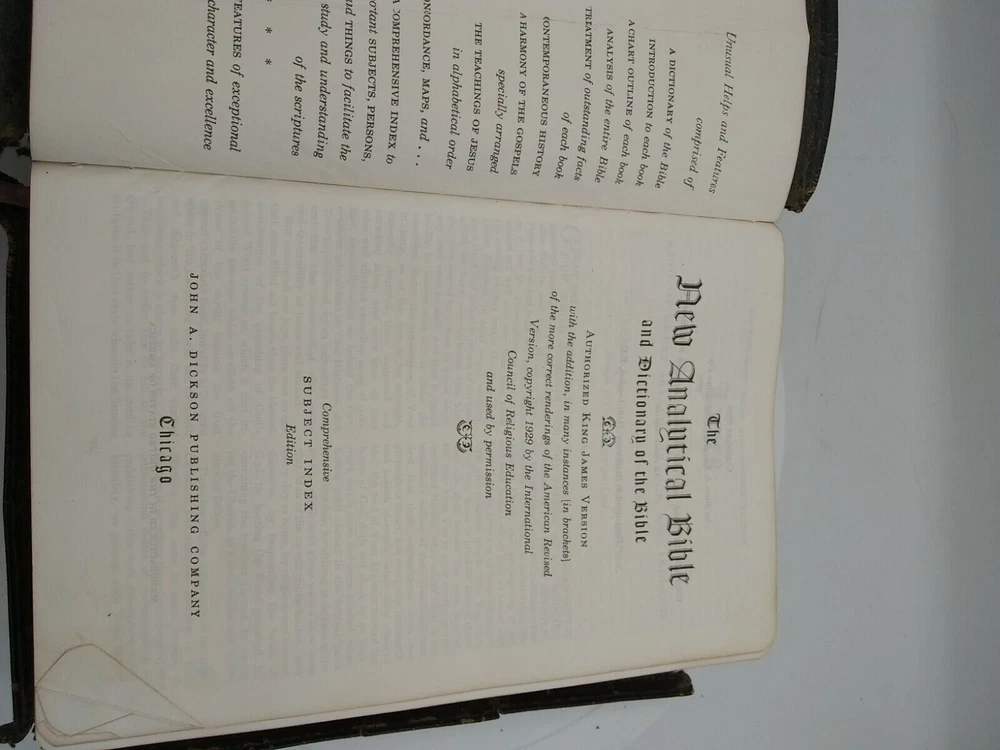 Unusual Helps and Features
comprised of
A DICTIONARY of the Bible
INTRODUCTION to each book
A CHART OUTLINE of each book
ANALYSIS of the entire Bible
TREATMENT of outstanding facts
of each book
CONTEMPORANEOUS HISTORY
A HARMONY OF THE GOSPELS
specially arranged
THE TEACHINGS OF JESUS
in alphabetical order
CONCORDANCE, MAPS, and . . .
A COMPREHENSIVE INDEX to
ortant SUBJECTS, PERSONS,
and THINGS to facilitate the
study and understanding
of the scriptures
* * *
FEATURES of exceptional
character and excellence
The
New Analytical Bible
and Dictionary of the Bible
AUTHORIZED KING JAMES VERSION
with the addition, in many instances [in brackets]
of the more correct renderings of the American Revised
Version, copyright 1929 by the International
Council of Religious Education
and used by permission
Comprehensive
SUBJECT INDEX
Edition
JOHN A. DICKSON PUBLISHING COMPANY
Chicago